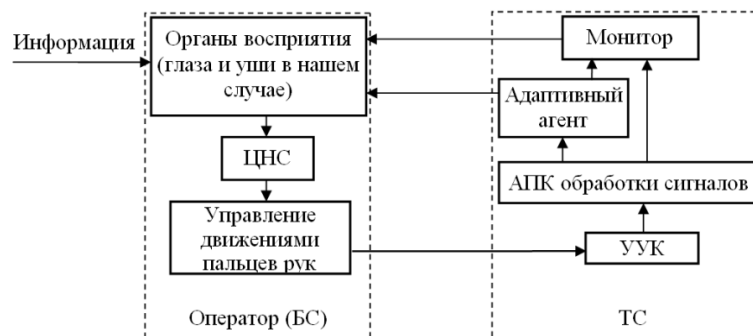 Информация
Органы восприятия
(глаза и уши в нашем
случае)
ЦНС
Управление
движениями
пальцев рук
Оператор (БС)
Монитор
Адаптивный
агент
АПК обработки сигналов
УУК
ТС